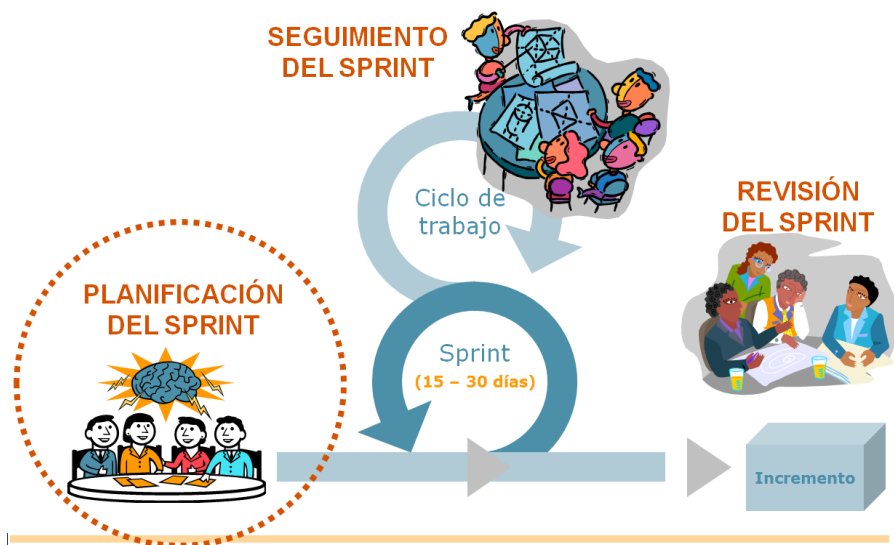 SEGUIMIENTO
DEL SPRINT
Ciclo de
trabajo
REVISIÓN
DEL SPRINT
PLANIFICACIÓN
DEL SPRINT
Sprint
(15 – 30 días)
Incremento